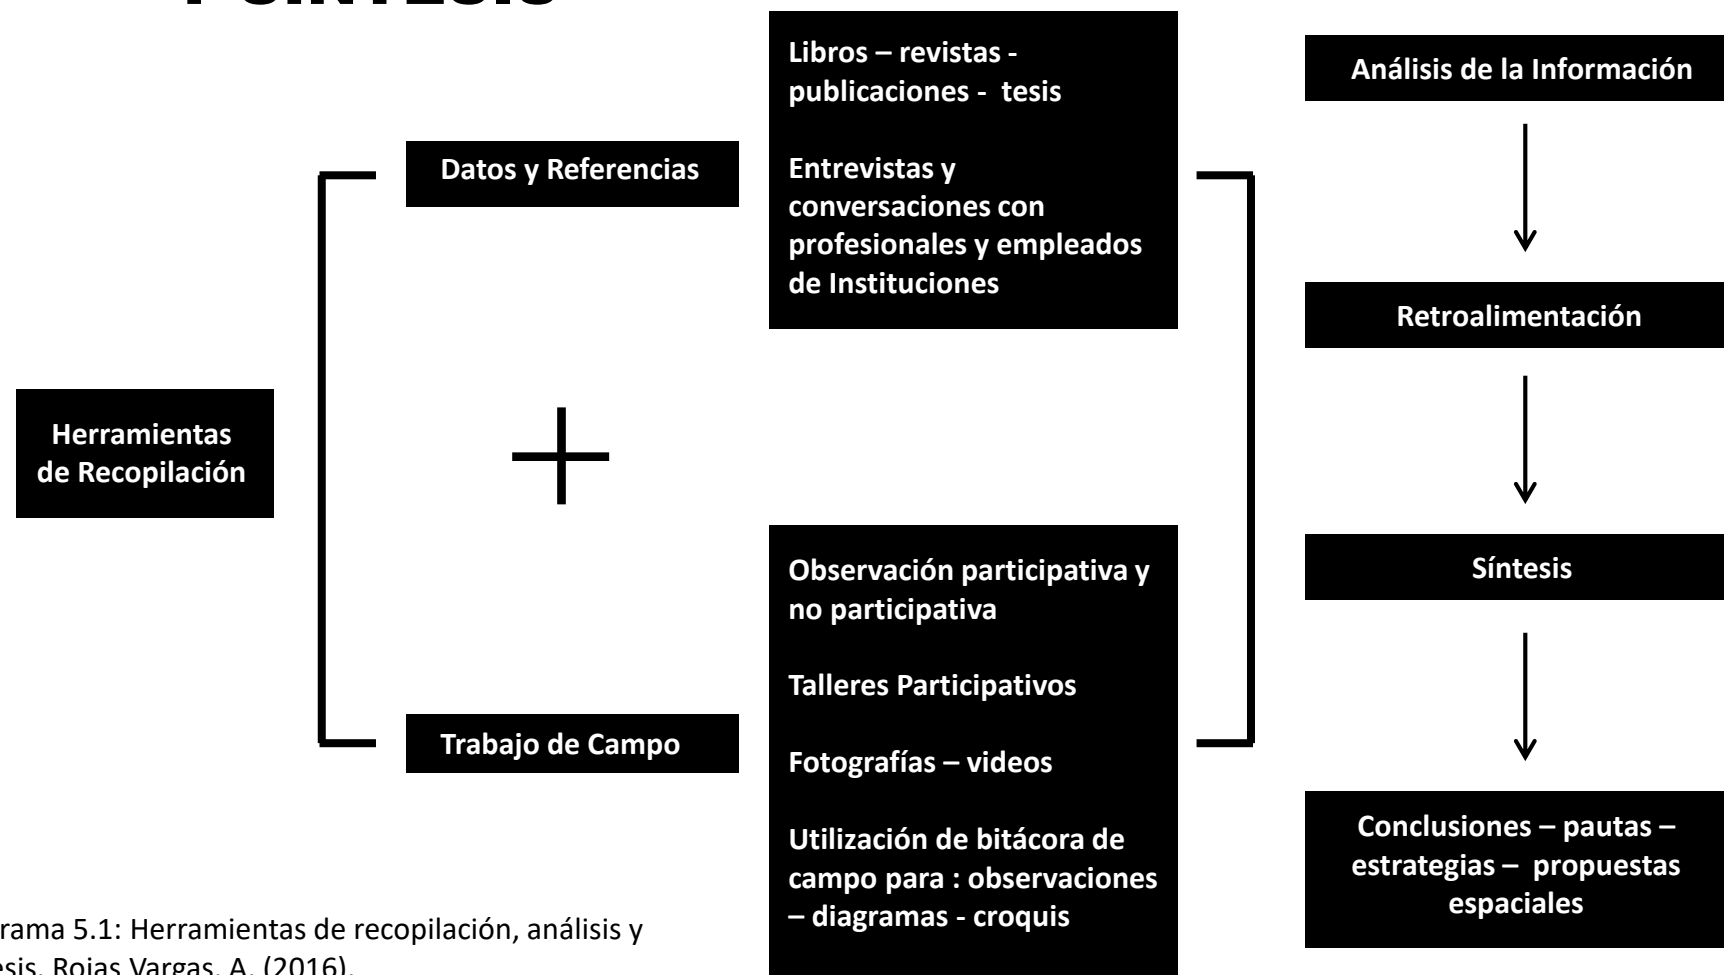 SÍNTESIS
Libros – revistas -
publicaciones - tesis
Entrevistas y
conversaciones con
profesionales y empleados
de Instituciones
Datos y Referencias
Herramientas
de Recopilación
Trabajo de Campo
Observación participativa y
no participativa
Talleres Participativos
Fotografías – videos
Utilización de bitácora de
campo para : observaciones
– diagramas - croquis
Análisis de la Información
Retroalimentación
Síntesis
Conclusiones – pautas –
estrategias – propuestas
espaciales
rama 5.1: Herramientas de recopilación, análisis y
esis. Rojas Vargas, A. (2016).